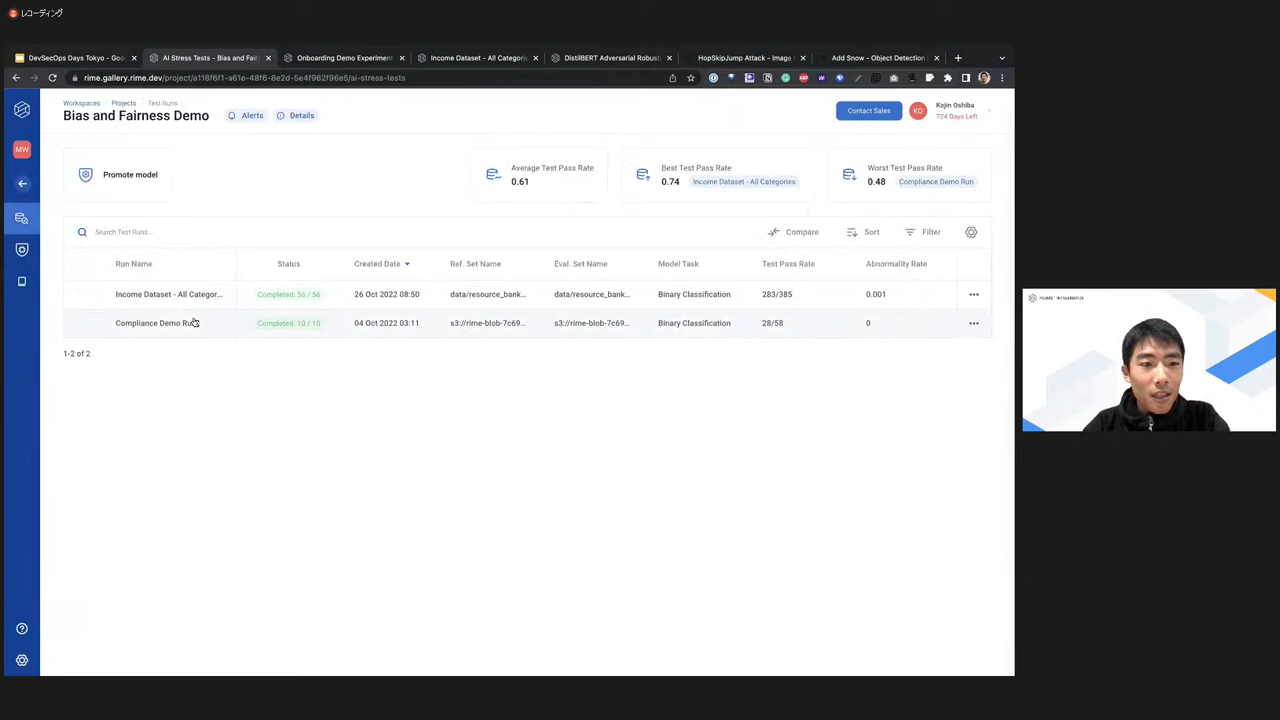 レコーディング
DevSecOps Days Tokyo - Goo
AI Stress Tests - Bias and Fair
Onboarding Demo Experiment
Income Dataset - All Categorie
DistilBERT Adversarial Robust
HopSkipJump Attack - Image
Add Snow - Object Detection
rime.gallery.rime.dev/project/a118f6f1-a61e-48f6-8e2d-5e4f962f96e5/ai-stress-tests
Workspaces Projects Test Runs
Bias and Fairness Demo
Alerts
Details
Contact Sales
KO
Kojin Oshiba
724 Days Left
MW
Promote model
Average Test Pass Rate
0.61
Best Test Pass Rate
0.74 Income Dataset - All Categories
Worst Test Pass Rate
0.48 Compliance Demo Run
Search Test Runs...
Compare
Sort
Filter
Run Name Status Created Date Ref. Set Name Eval. Set Name Model Task Test Pass Rate Abnormality Rate
Income Dataset - All Categor... Completed: 56 / 56 26 Oct 2022 08:50 data/resource_bank... data/resource_bank... Binary Classification 283/385 0.001
Compliance Demo Run Completed: 10 / 10 04 Oct 2022 03:11 s3://rime-blob-7c69... s3://rime-blob-7c69... Binary Classification 28/58 0
1-2 of 2
ROBUST INTELLIGENCE